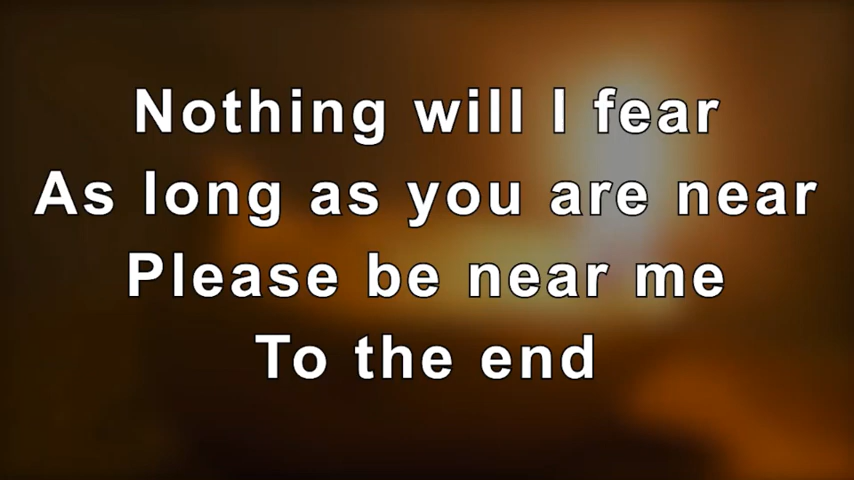 Nothing will I fear
As long as you are near
Please be near me
To the end